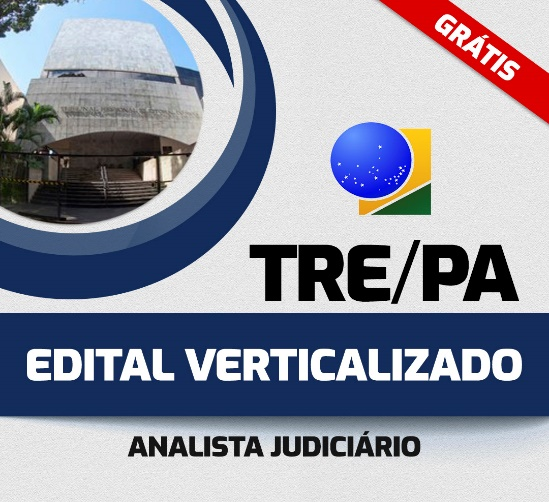 GRÁTIS
TRE/PA
EDITAL VERTICALIZADO
ANALISTA JUDICIÁRIO